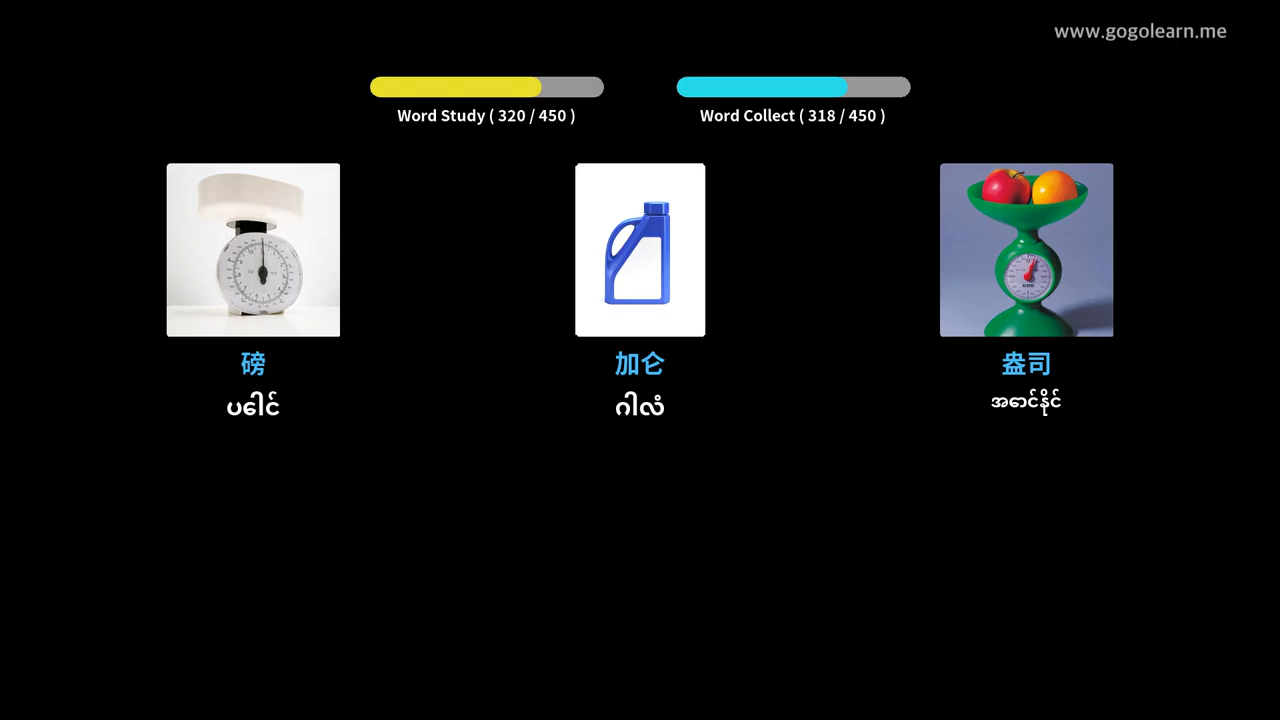 www.gogolearn.me
Word Study ( 320 / 450 )
Word Collect ( 318 / 450 )
磅
加仑
盎司
ပေါင်
ဂါလံ
အောင်နိုင်